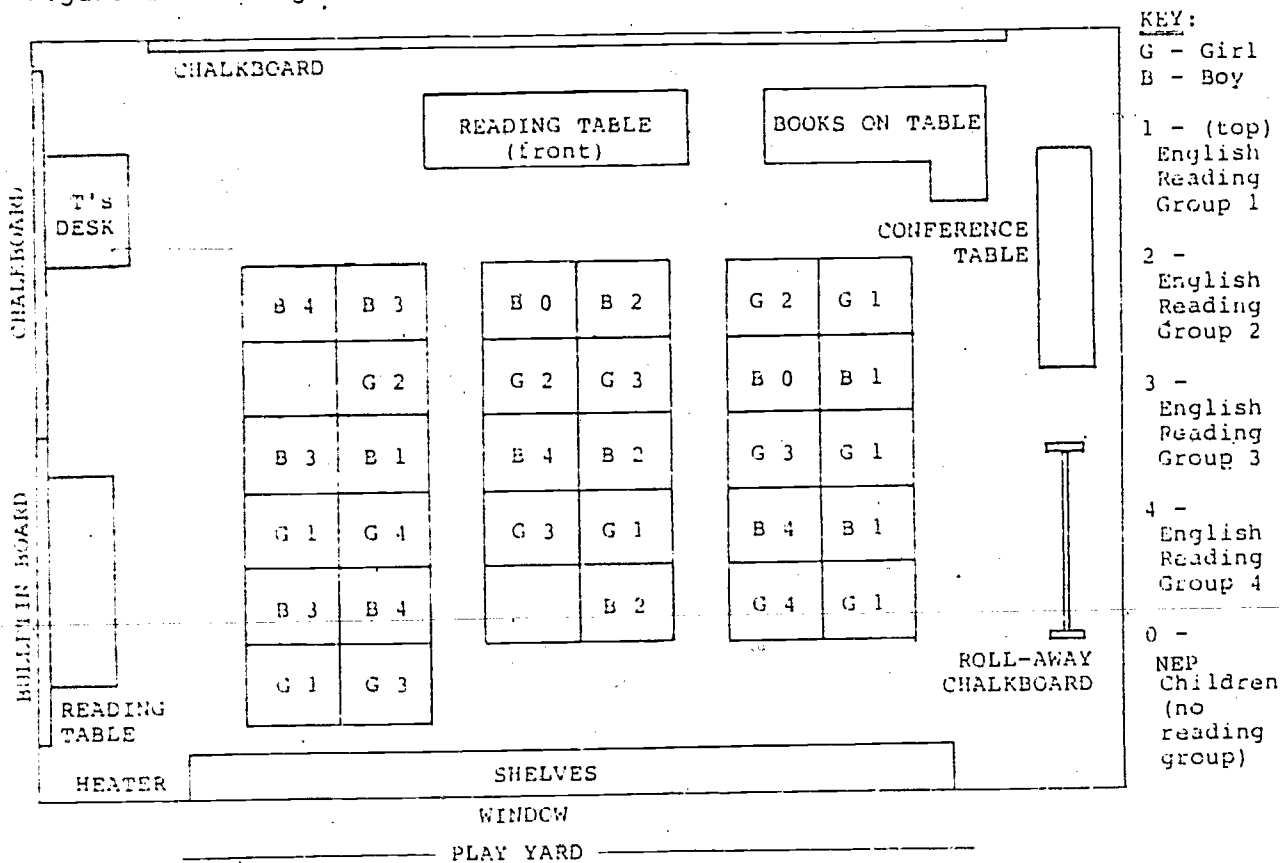 KEY:
G - Girl
B - Boy
1 - (top)
English
Reading
Group 1
2 -
English
Reading
Group 2
3 -
English
Reading
Group 3
4 -
English
Reading
Group 4
0 -
NEP
Children
(no
reading
group)
CHALKBOARD
READING TABLE
(front)
BOOKS ON TABLE
CHALKBOARD
T's
DESK
CONFERENCE
TABLE
B 4 B 3 B 0 B 2 G 2 G 1
G 2 G 2 G 3 B 0 B 1
B 3 B 1 B 4 B 2 G 3 G 1
G 1 G 4 G 3 G 1 B 4 B 1
B 3 B 4 B 2 G 4 G 1
G 1 G 3
BULLETIN BOARD
READING
TABLE
ROLL-AWAY
CHALKBOARD
HEATER
SHELVES
WINDOW
PLAY YARD